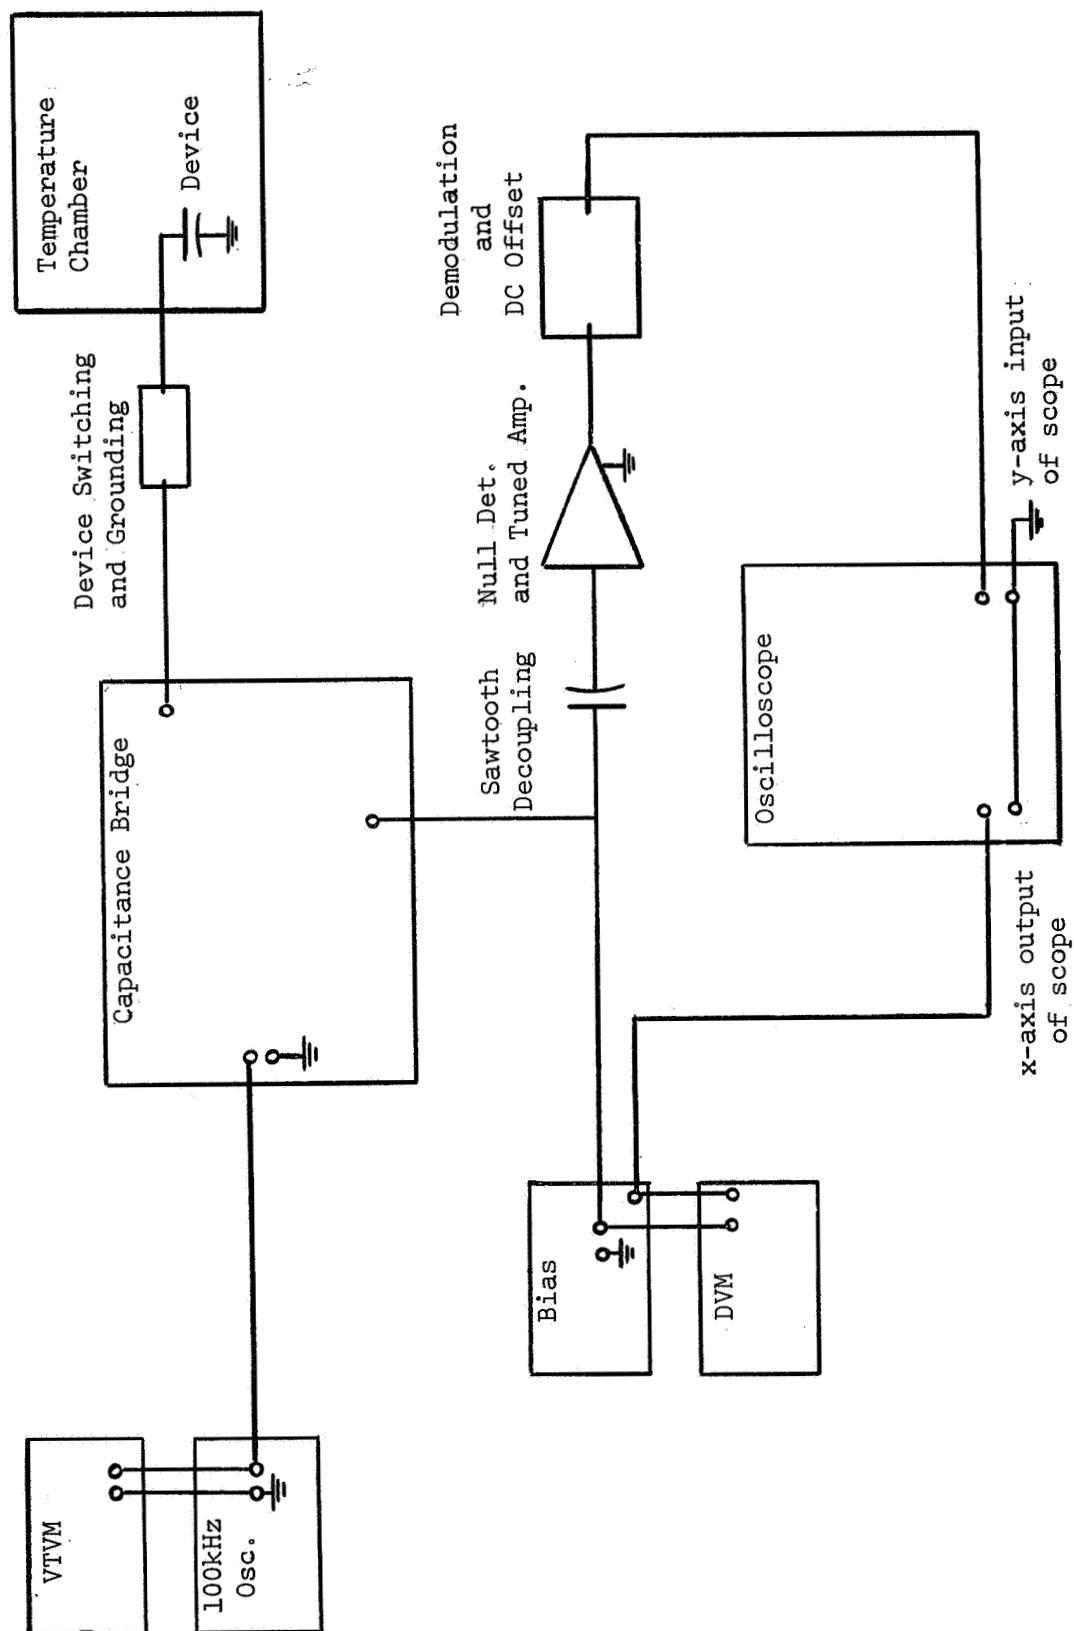 VTVM
100kHz
Osc.
Capacitance Bridge
Device Switching
and Grounding
Temperature
Chamber
Device
Bias
DVM
Sawtooth
Decoupling
Null Det.
and Tuned Amp.
Demodulation
and
DC Offset
Oscilloscope
x-axis output
of scope
y-axis input
of scope